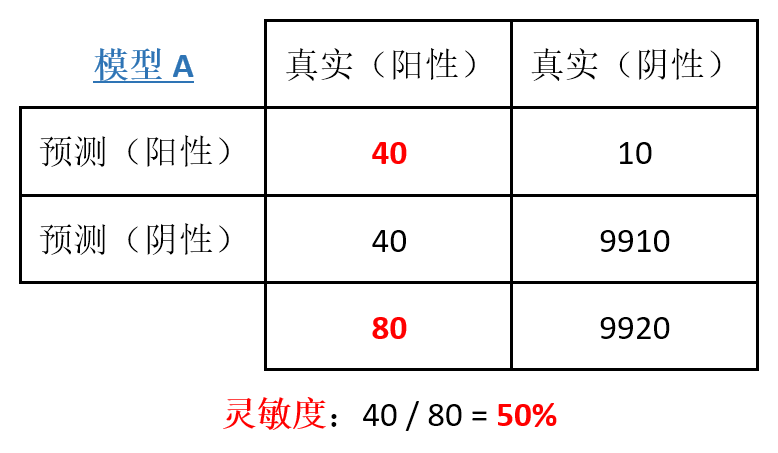 模型 A 真实（阳性） 真实（阴性）
预测（阳性） 40 10
预测（阴性） 40 9910
80 9920
灵敏度：40 / 80 = 50%